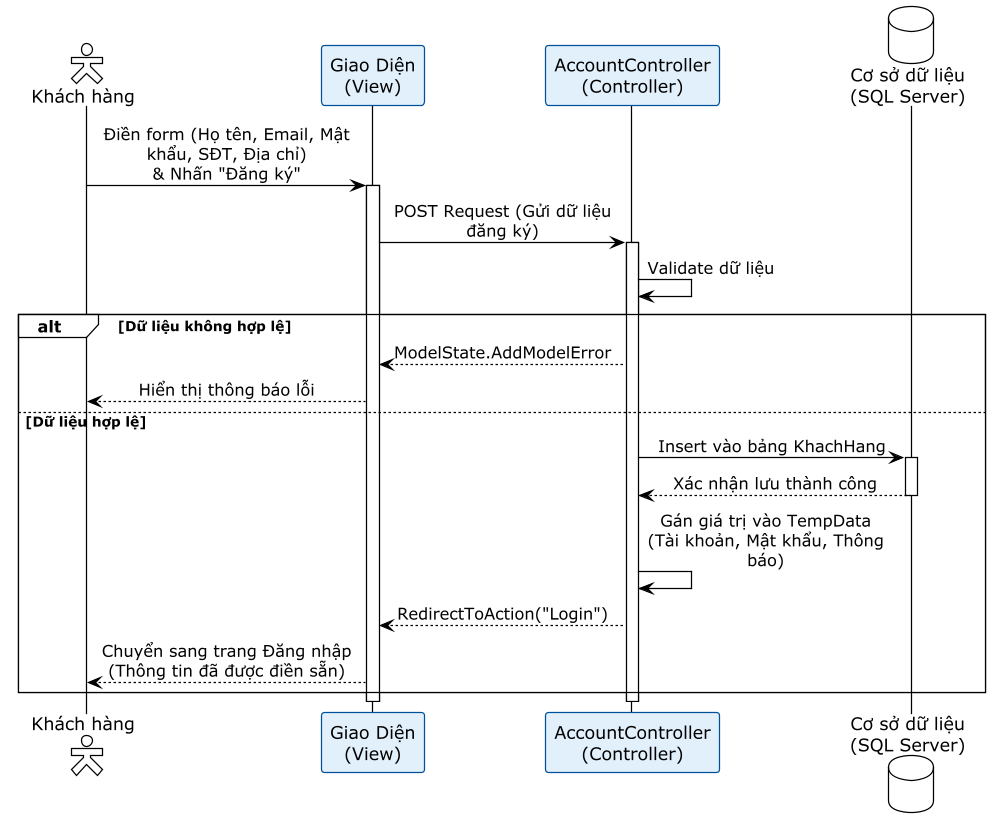 Khách hàng
Giao Diện
(View)
AccountController
(Controller)
Cơ sở dữ liệu
(SQL Server)
Điền form (Họ tên, Email, Mật
khẩu, SĐT, Địa chỉ)
& Nhấn "Đăng ký"
POST Request (Gửi dữ liệu
đăng ký)
Validate dữ liệu
alt
[Dữ liệu không hợp lệ]
ModelState.AddModelError
Hiển thị thông báo lỗi
[Dữ liệu hợp lệ]
Insert vào bảng KhachHang
Xác nhận lưu thành công
Gán giá trị vào TempData
(Tài khoản, Mật khẩu, Thông
báo)
RedirectToAction("Login")
Chuyển sang trang Đăng nhập
(Thông tin đã được điền sẵn)
Khách hàng
Giao Diện
(View)
AccountController
(Controller)
Cơ sở dữ liệu
(SQL Server)